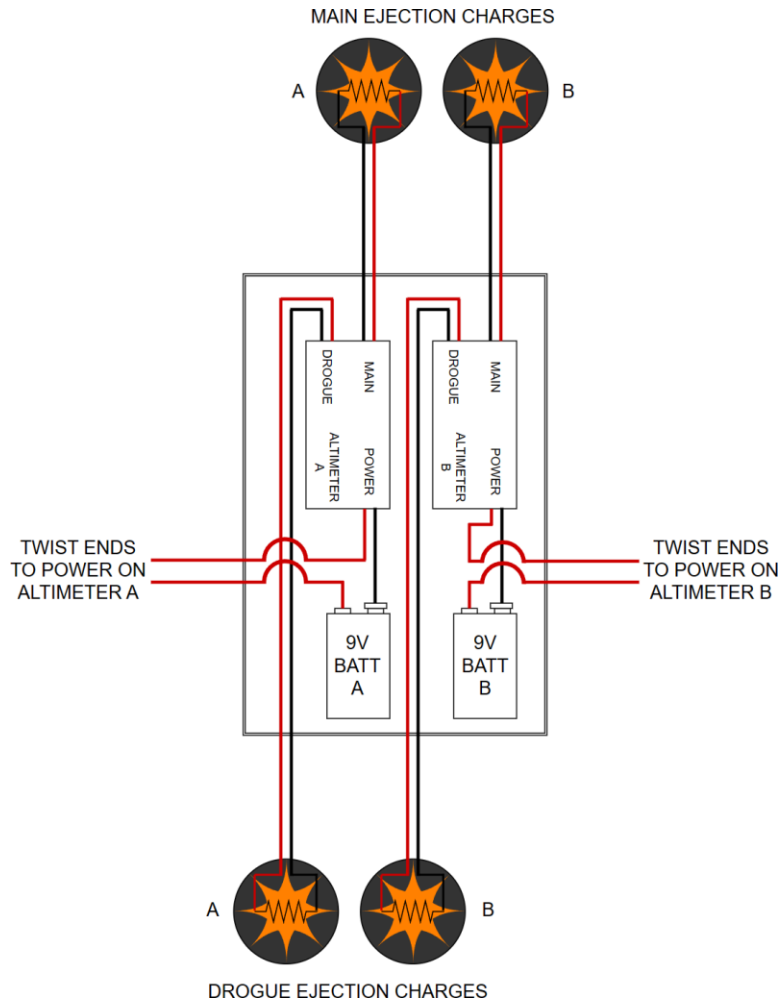 MAIN EJECTION CHARGES
A
B
DROGUE
MAIN
ALTIMETER
A
POWER
DROGUE
MAIN
ALTIMETER
B
POWER
TWIST ENDS
TO POWER ON
ALTIMETER A
TWIST ENDS
TO POWER ON
ALTIMETER B
9V
BATT
A
9V
BATT
B
A
B
DROGUE EJECTION CHARGES